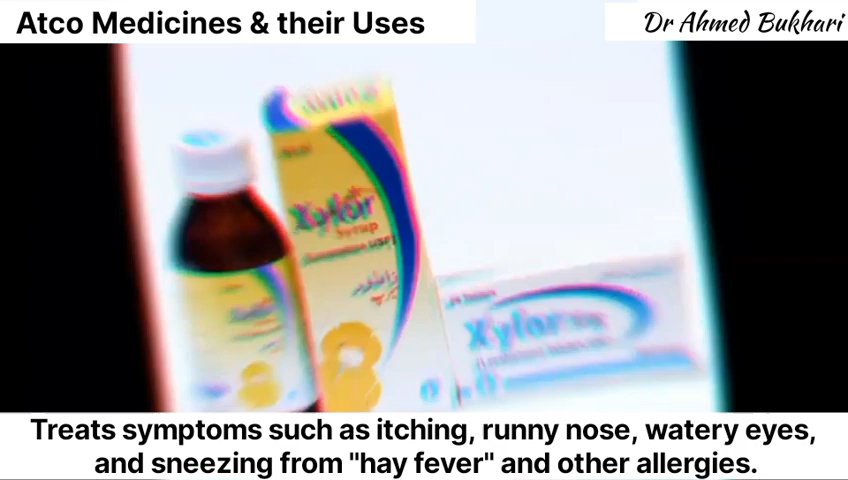 Atco Medicines & their Uses
Dr Ahmed Bukhari
Xylor
Syrup
Xylor
Treats symptoms such as itching, runny nose, watery eyes,
and sneezing from "hay fever" and other allergies.